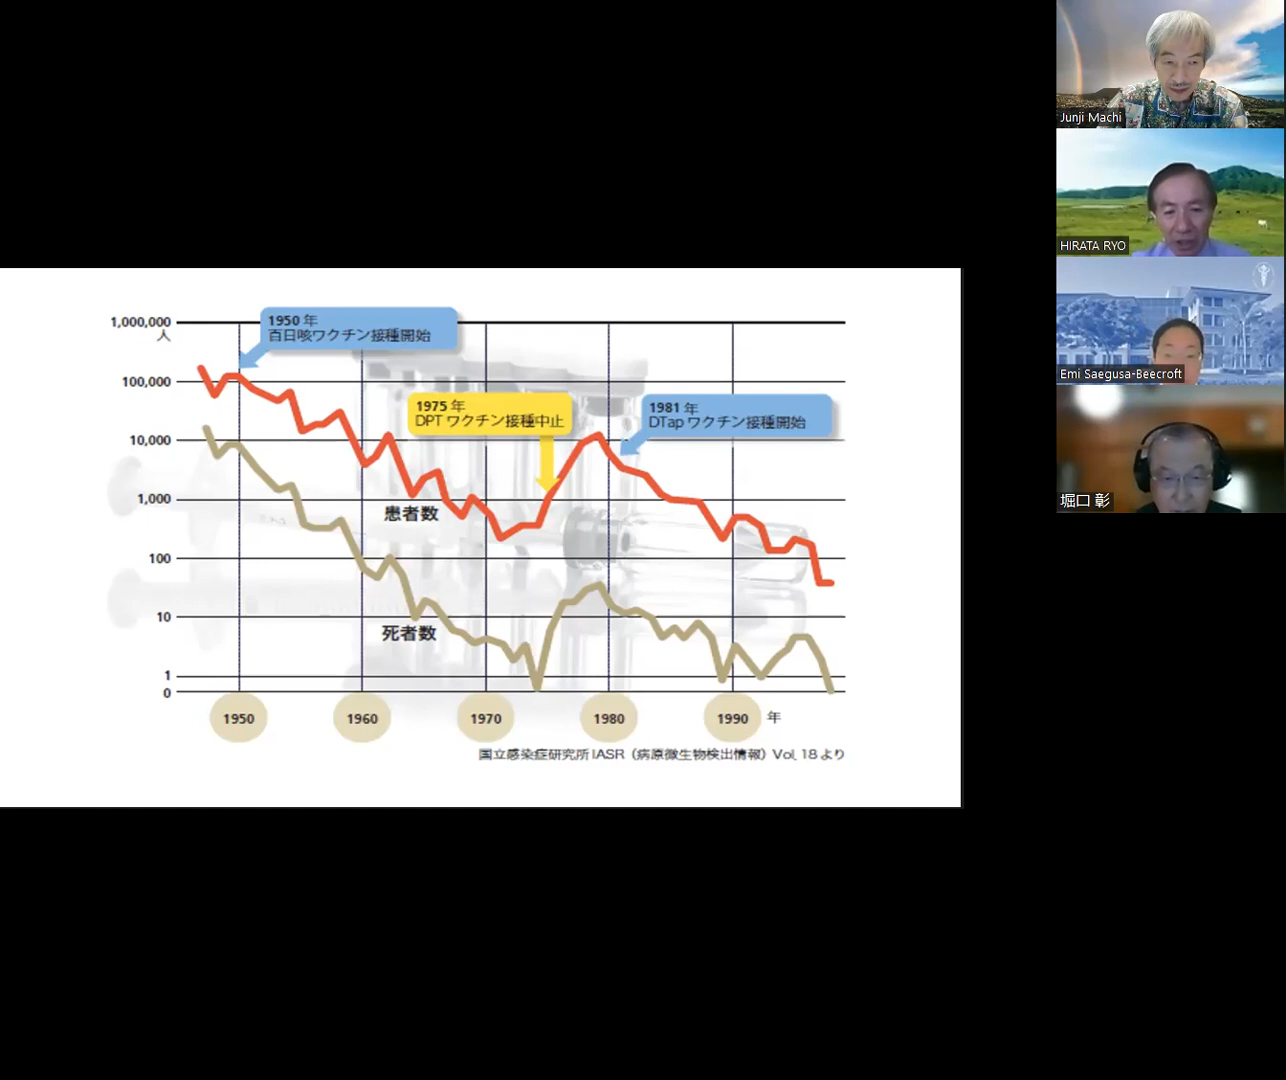 1,000,000
人
100,000
10,000
1,000
100
10
1
0
1950 年
百日咳ワクチン接種開始
1975 年
DPT ワクチン接種中止
1981 年
DTap ワクチン接種開始
患者数
死者数
1950 1960 1970 1980 1990 年
国立感染症研究所 IASR（病原微生物検出情報）Vol. 18 より
Junji Machi
HIRATA RYO
Emi Saegusa-Beecroft
堀口 彰